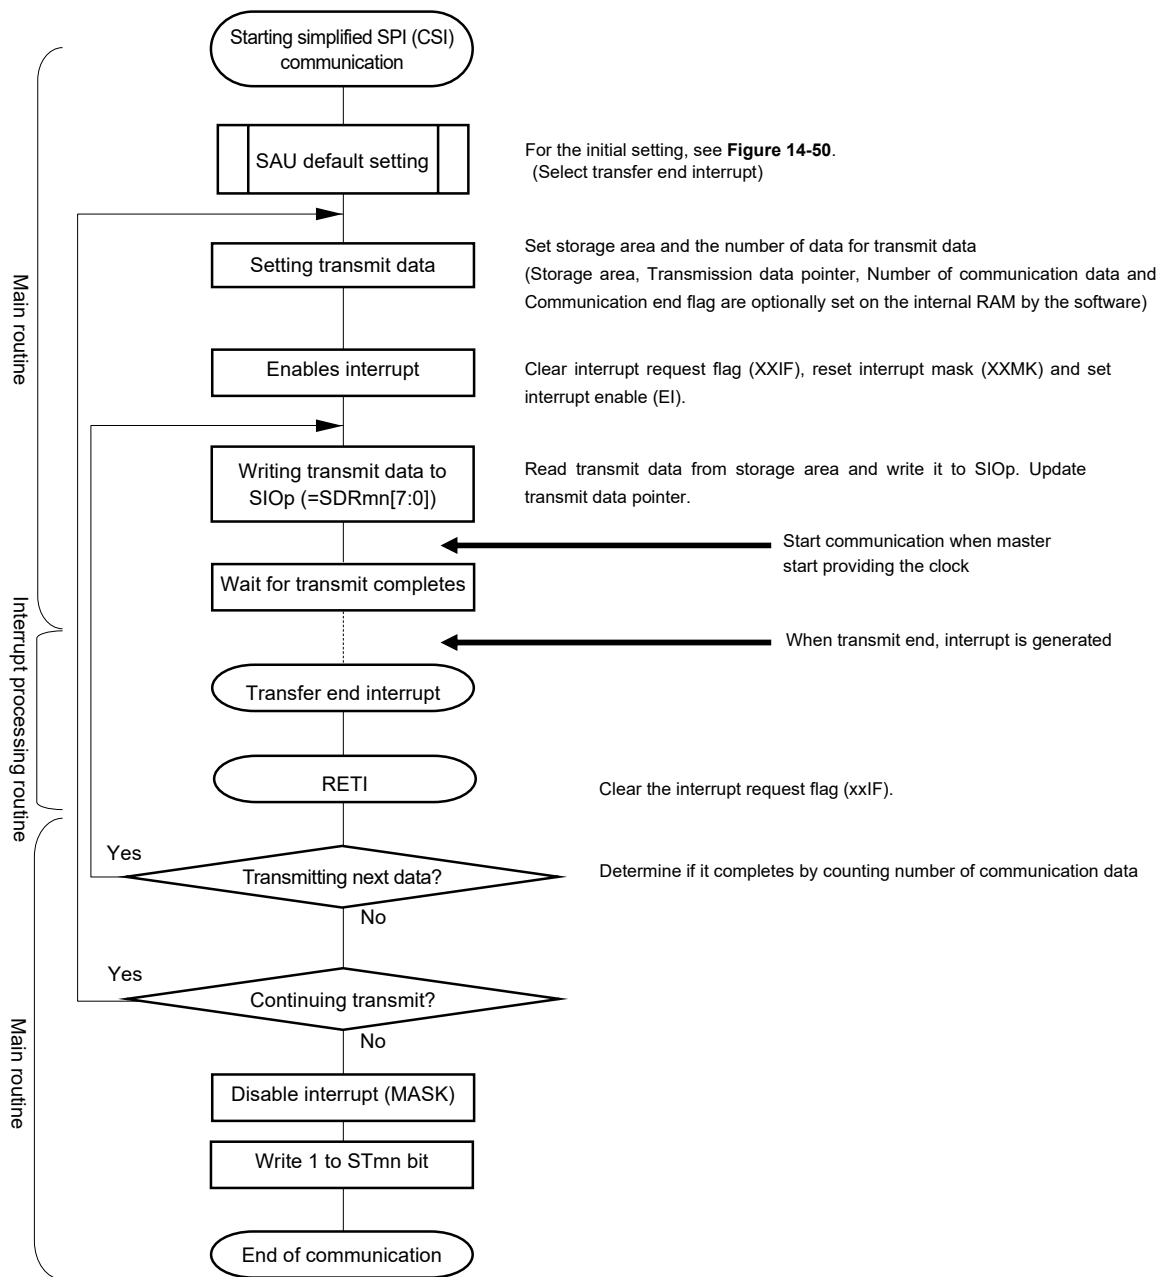 Starting simplified SPI (CSI)
communication
SAU default setting
For the initial setting, see Figure 14-50.
(Select transfer end interrupt)
Main routine
Setting transmit data
Set storage area and the number of data for transmit data
(Storage area, Transmission data pointer, Number of communication data and
Communication end flag are optionally set on the internal RAM by the software)
Enables interrupt
Clear interrupt request flag (XXIF), reset interrupt mask (XXMK) and set
interrupt enable (EI).
Writing transmit data to
SIOp (=SDRmn[7:0])
Read transmit data from storage area and write it to SIOp. Update
transmit data pointer.
Start communication when master
start providing the clock
Wait for transmit completes
Interrupt processing routine
When transmit end, interrupt is generated
Transfer end interrupt
RETI
Clear the interrupt request flag (xxIF).
Yes
Transmitting next data?
Determine if it completes by counting number of communication data
No
Yes
Continuing transmit?
No
Main routine
Disable interrupt (MASK)
Write 1 to STmn bit
End of communication